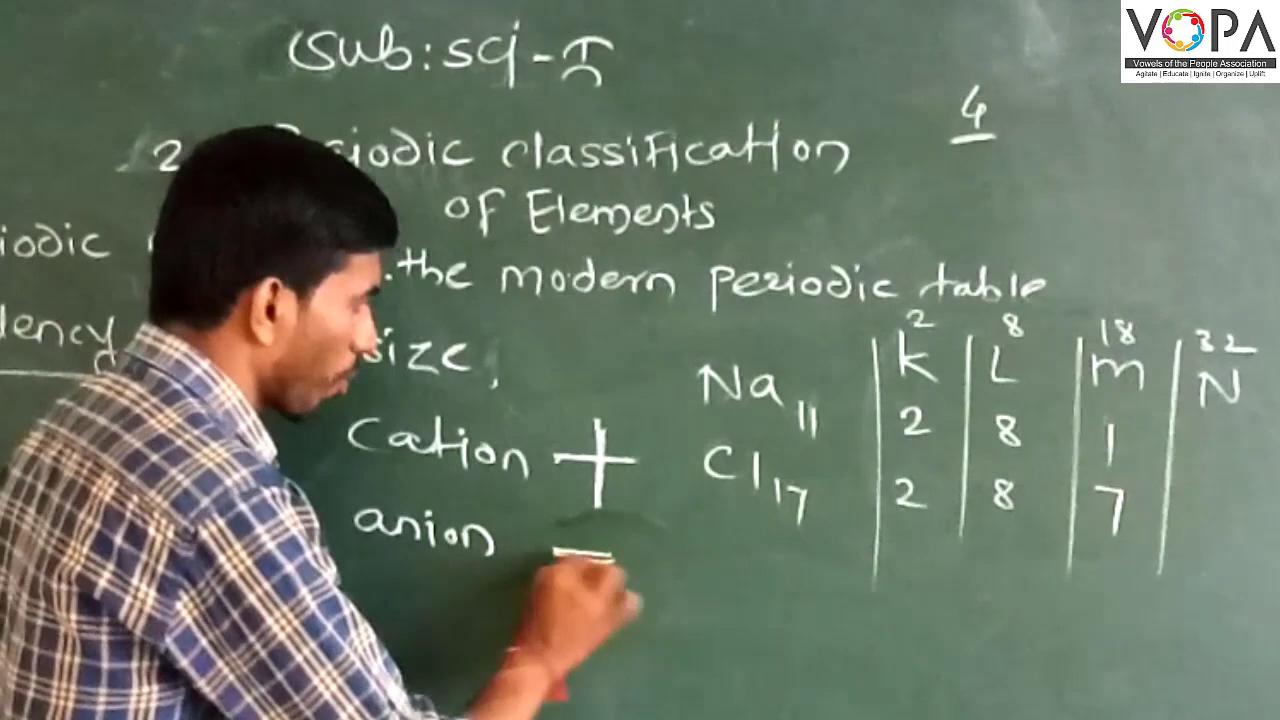 Sub: sci - I
VOPA
Vowels of the People Association
Agitate | Educate | Ignite | Organize | Uplift
4
2 iodic classification
of Elements
iodic the modern periodic table
size,
2 8 18 32
K L M N
Na 11 2 8 1
Cl 17 2 8 7
Cation +
anion −